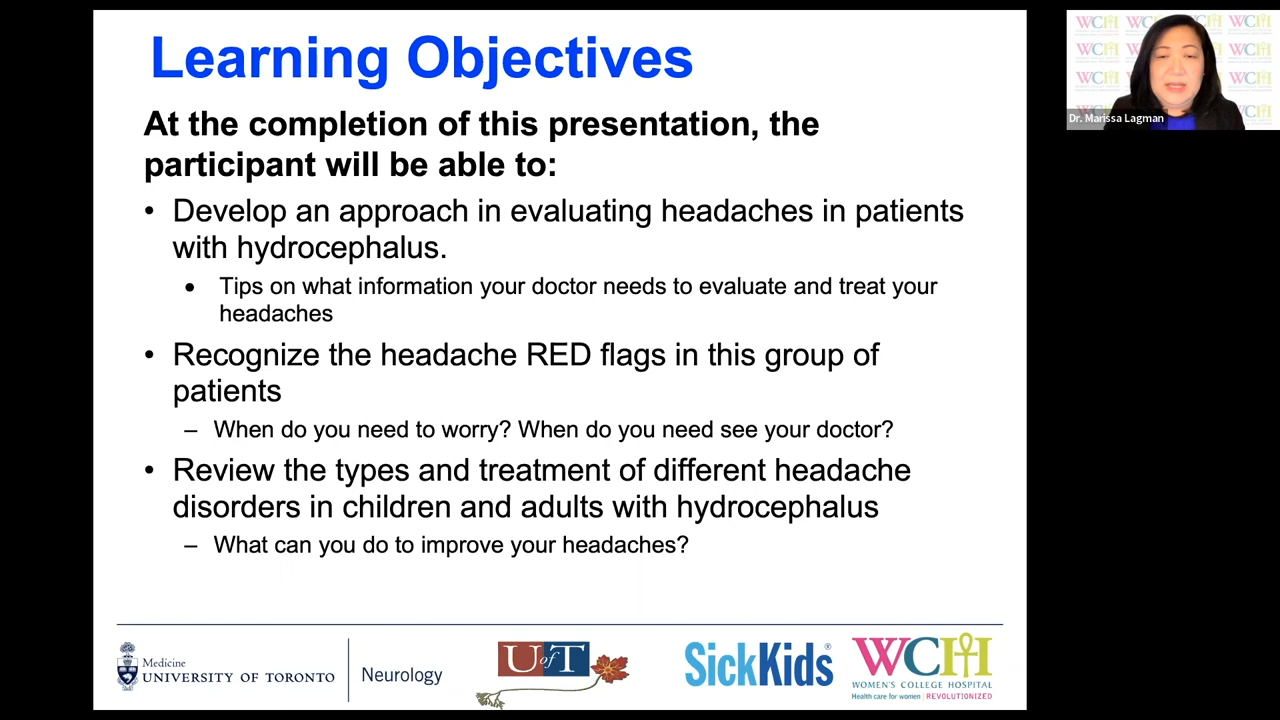 Learning Objectives
At the completion of this presentation, the
participant will be able to:
• Develop an approach in evaluating headaches in patients
with hydrocephalus.
• Tips on what information your doctor needs to evaluate and treat your
headaches
• Recognize the headache RED flags in this group of
patients
– When do you need to worry? When do you need see your doctor?
• Review the types and treatment of different headache
disorders in children and adults with hydrocephalus
– What can you do to improve your headaches?
Medicine
UNIVERSITY OF TORONTO
Neurology
UofT
SickKids®
WCH
WOMEN'S COLLEGE HOSPITAL
Health care for women | REVOLUTIONIZED
WCH
Dr. Marissa Lagman